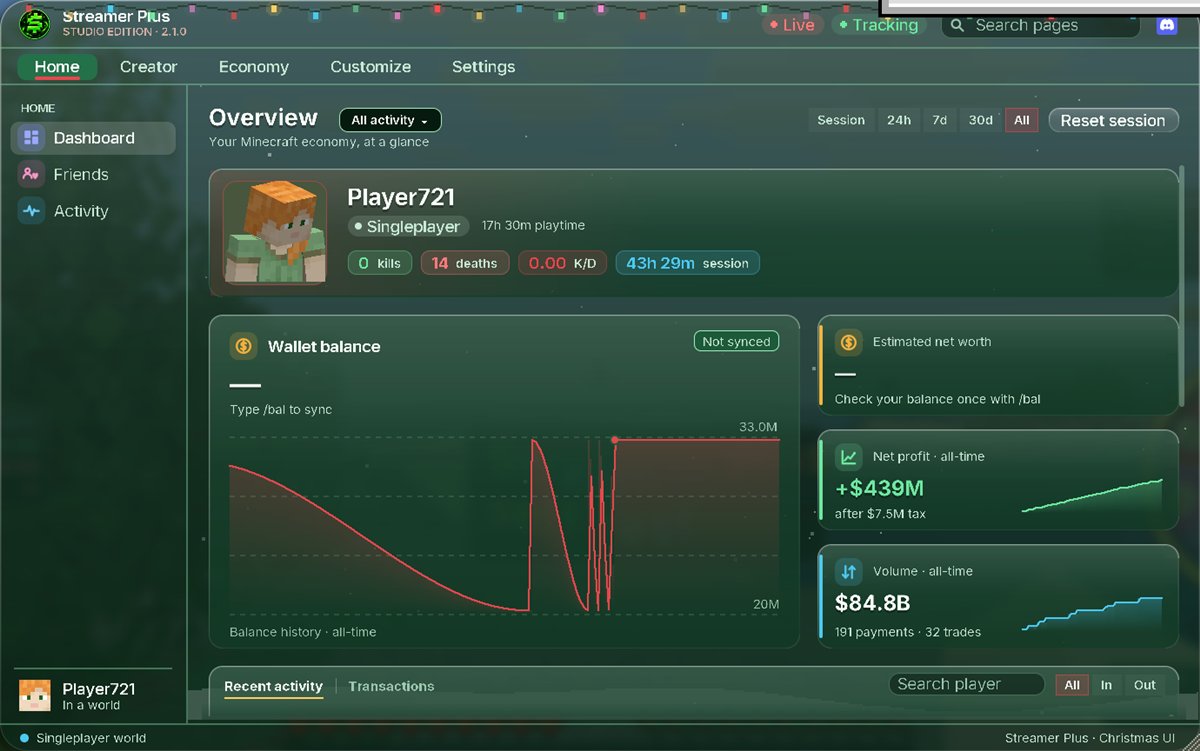 Streamer Plus
STUDIO EDITION · 2.1.0
Live
Tracking
Search pages
Home
Creator
Economy
Customize
Settings
HOME
Dashboard
Friends
Activity
Overview
All activity
Your Minecraft economy, at a glance
Session
24h
7d
30d
All
Reset session
Player721
Singleplayer
17h 30m playtime
0 kills
14 deaths
0.00 K/D
43h 29m session
Wallet balance
Not synced
—
Type /bal to sync
33.0M
20M
Balance history · all-time
Estimated net worth
—
Check your balance once with /bal
Net profit · all-time
+$439M
after $7.5M tax
Volume · all-time
$84.8B
191 payments · 32 trades
Recent activity
Transactions
Search player
All
In
Out
Player721
In a world
Singleplayer world
Streamer Plus · Christmas UI